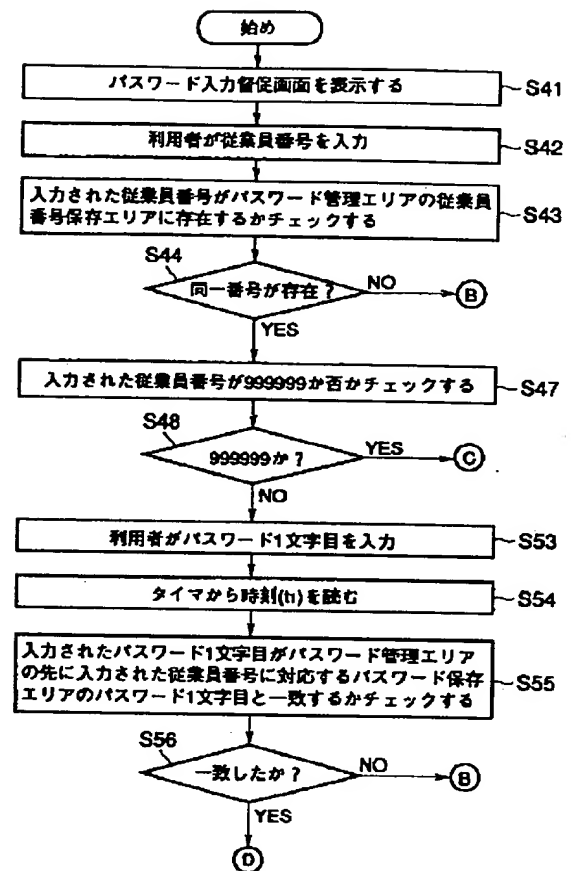 始め
パスワード入力督促画面を表示する
S41
利用者が従業員番号を入力
S42
入力された従業員番号がパスワード管理エリアの従業員
番号保存エリアに存在するかチェックする
S43
S44
同一番号が存在?
NO
B
YES
入力された従業員番号が999999か否かチェックする
S47
S48
999999か?
YES
C
NO
利用者がパスワード1文字目を入力
S53
タイマから時刻(t1)を読む
S54
入力されたパスワード1文字目がパスワード管理エリア
の先に入力された従業員番号に対応するパスワード保存
エリアのパスワード1文字目と一致するかチェックする
S55
S56
一致したか?
NO
B
YES
D